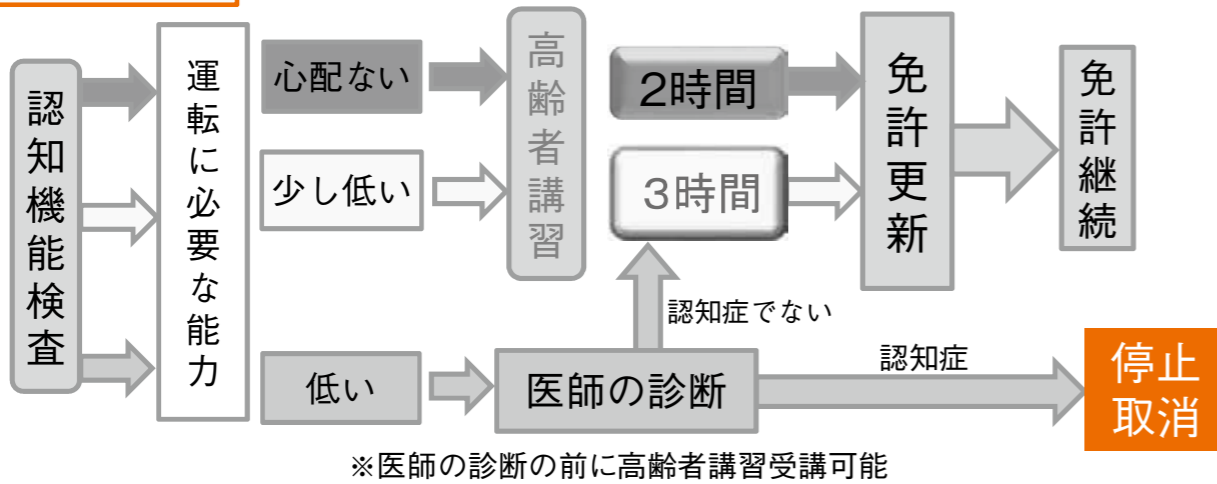 認知機能検査
運転に必要な能力
心配ない
少し低い
低い
高齢者講習
2時間
3時間
医師の診断
認知症でない
認知症
免許更新
免許継続
停止
取消
※医師の診断の前に高齢者講習受講可能